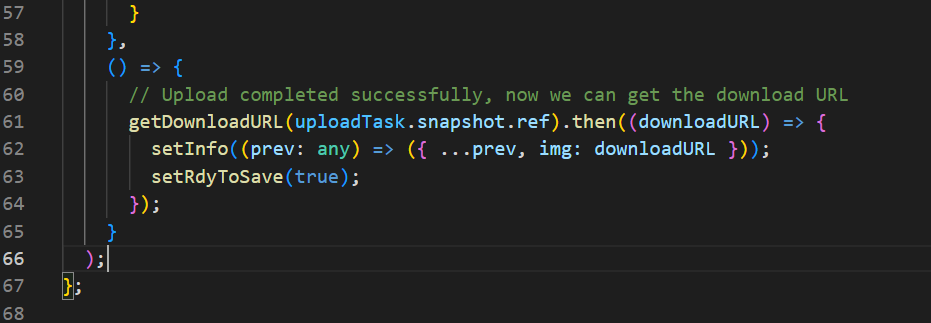 57 }
58 },
59 () => {
60 // Upload completed successfully, now we can get the download URL
61 getDownloadURL(uploadTask.snapshot.ref).then((downloadURL) => {
62 setInfo((prev: any) => ({ ...prev, img: downloadURL }));
63 setRdyToSave(true);
64 });
65 }
66 );
67 };
68